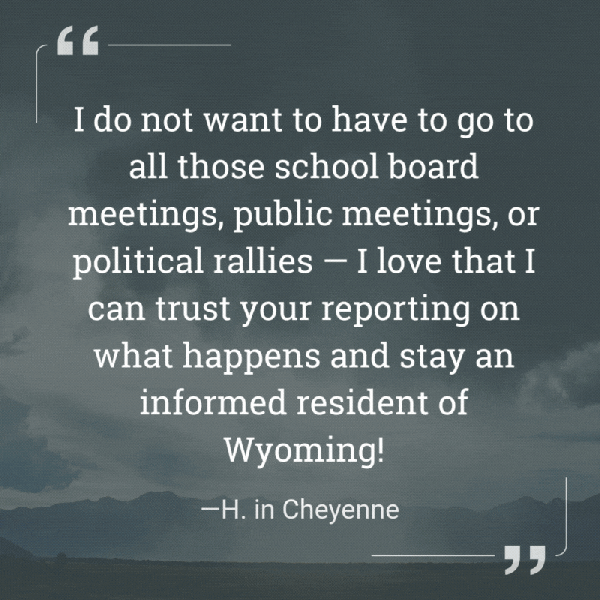 I do not want to have to go to
all those school board
meetings, public meetings, or
political rallies — I love that I
can trust your reporting on
what happens and stay an
informed resident of
Wyoming!
—H. in Cheyenne